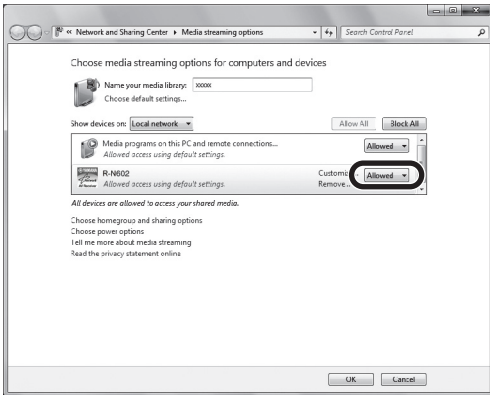 « Network and Sharing Center ▸ Media streaming options
Search Control Panel
Choose media streaming options for computers and devices
Name your media library: xxxxx
Choose default settings...
Show devices on: Local network
Allow All
Block All
Media programs on this PC and remote connections...
Allowed access using default settings.
Allowed
YAMAHA
R-N602
Allowed access using default settings.
Customiz...
Remove...
Allowed
All devices are allowed to access your shared media.
Choose homegroup and sharing options
Choose power options
Tell me more about media streaming
Read the privacy statement online
OK
Cancel